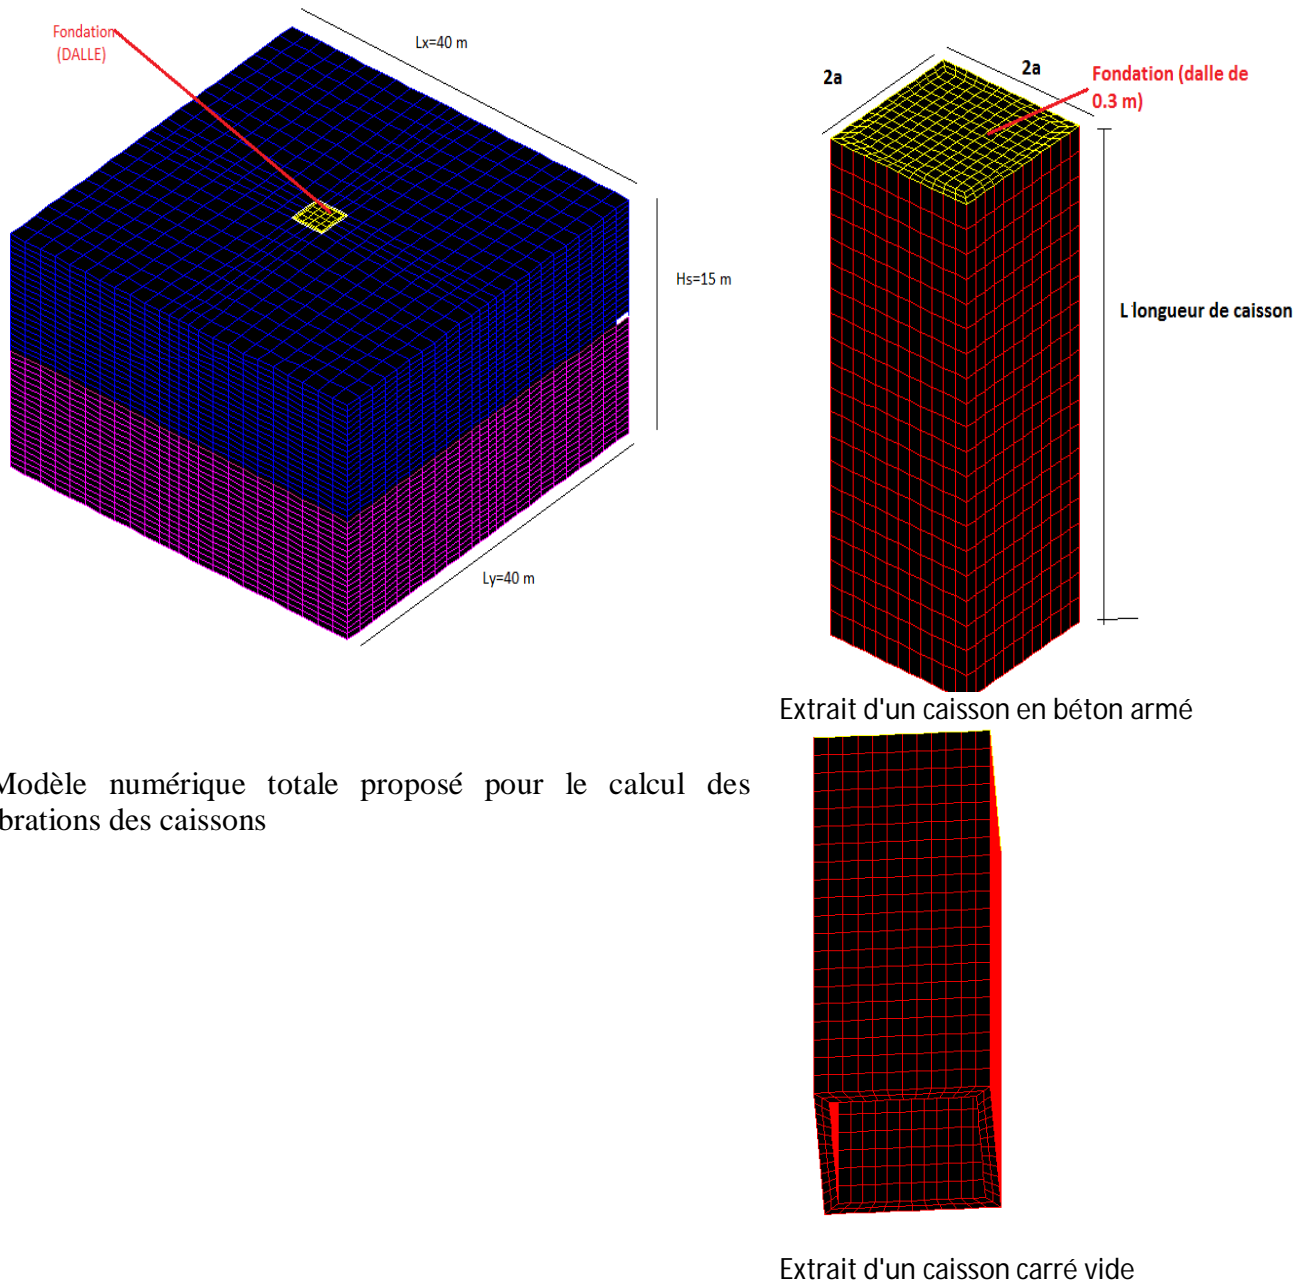 Fondation
(DALLE)
Lx=40 m
Hs=15 m
Ly=40 m
2a
2a
Fondation (dalle de
0.3 m)
L longueur de caisson
Extrait d'un caisson en béton armé
Modèle numérique totale proposé pour le calcul des
brations des caissons
Extrait d'un caisson carré vide